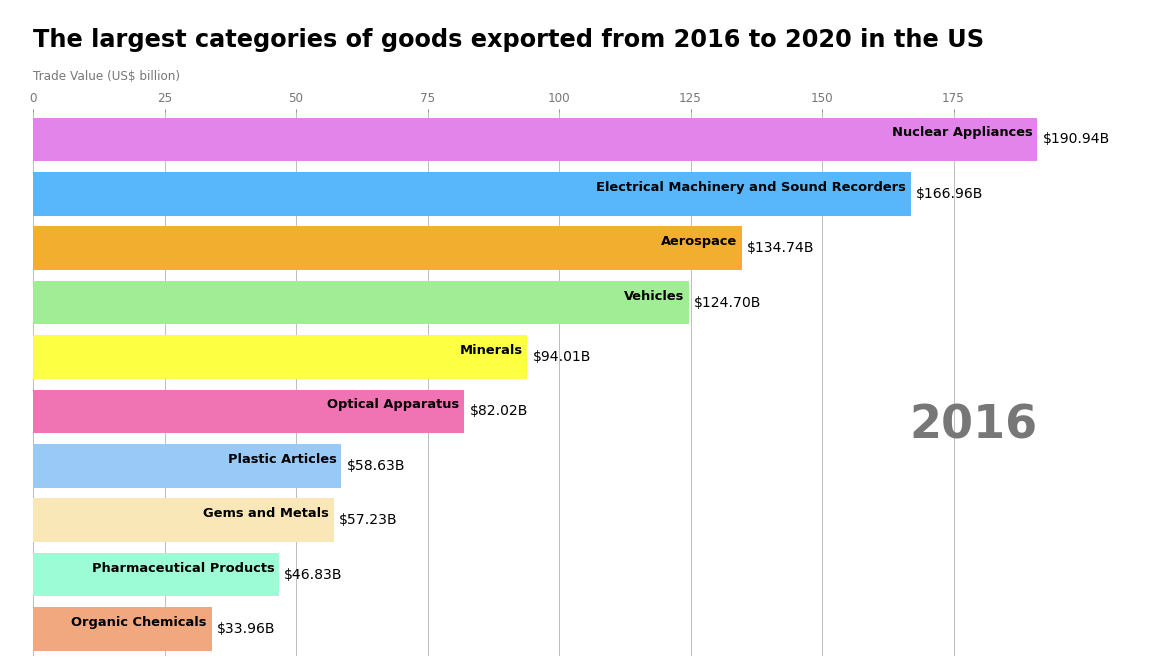 The largest categories of goods exported from 2016 to 2020 in the US
Trade Value (US$ billion)
0 25 50 75 100 125 150 175
Nuclear Appliances $190.94B
Electrical Machinery and Sound Recorders $166.96B
Aerospace $134.74B
Vehicles $124.70B
Minerals $94.01B
Optical Apparatus $82.02B
2016
Plastic Articles $58.63B
Gems and Metals $57.23B
Pharmaceutical Products $46.83B
Organic Chemicals $33.96B